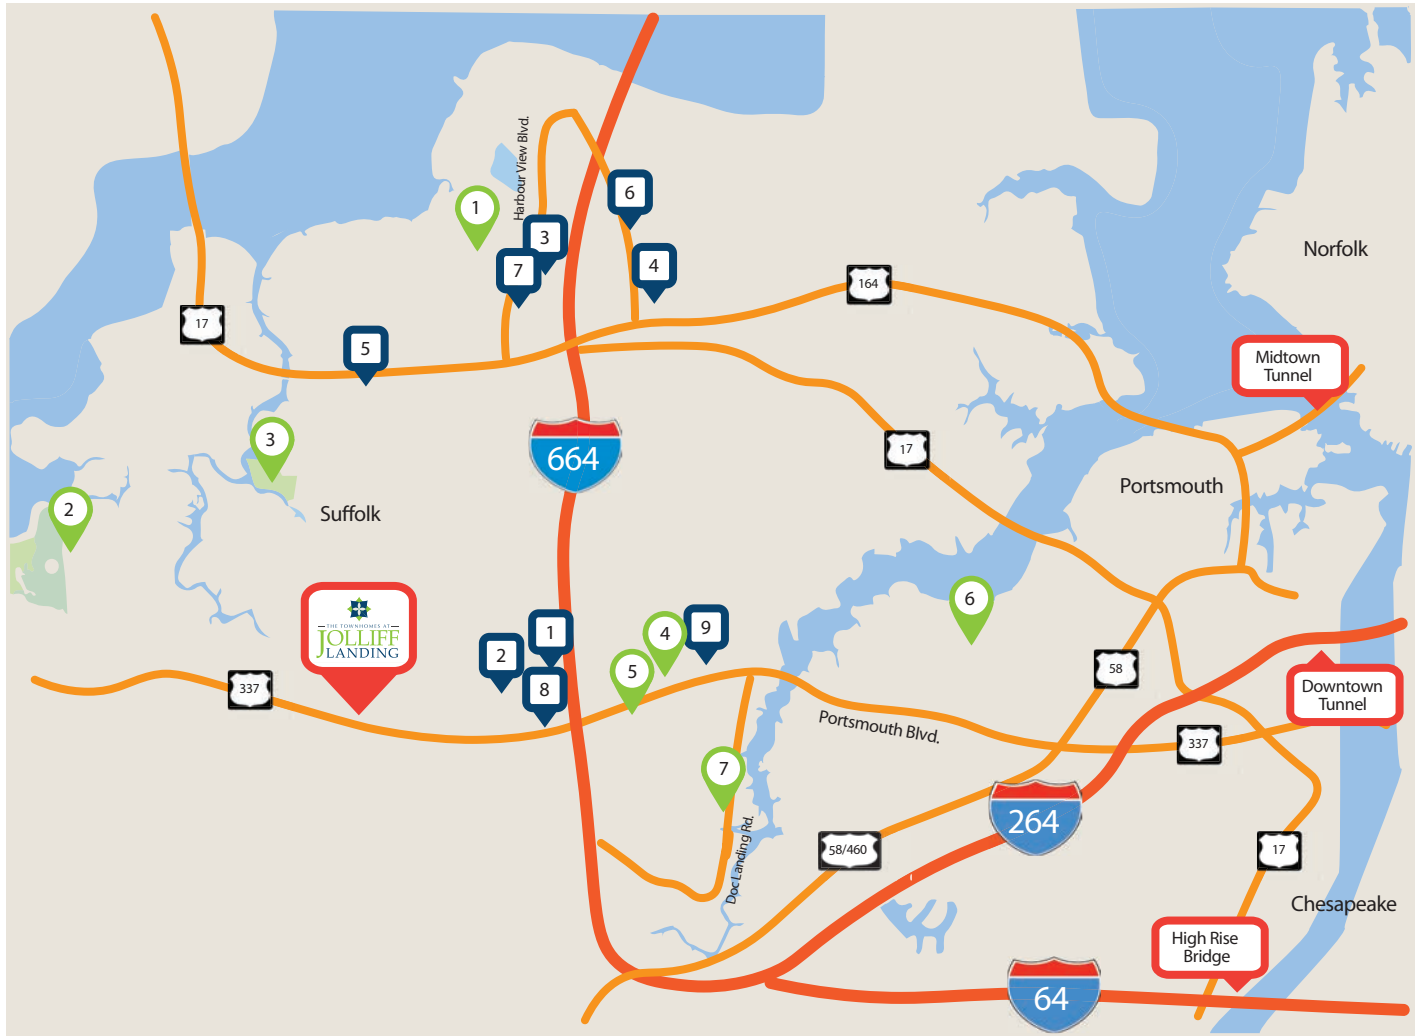 Harbour View Blvd.
6
1
3
7
4
Norfolk
164
17
5
Midtown
Tunnel
3
664
17
Portsmouth
2
Suffolk
6
THE TOWNHOMES AT
JOLLIFF
LANDING
1
4
9
2
5
58
8
337
Downtown
Tunnel
Portsmouth Blvd.
337
7
264
58/460
17
Doc Landing Rd.
Chesapeake
High Rise
Bridge
64